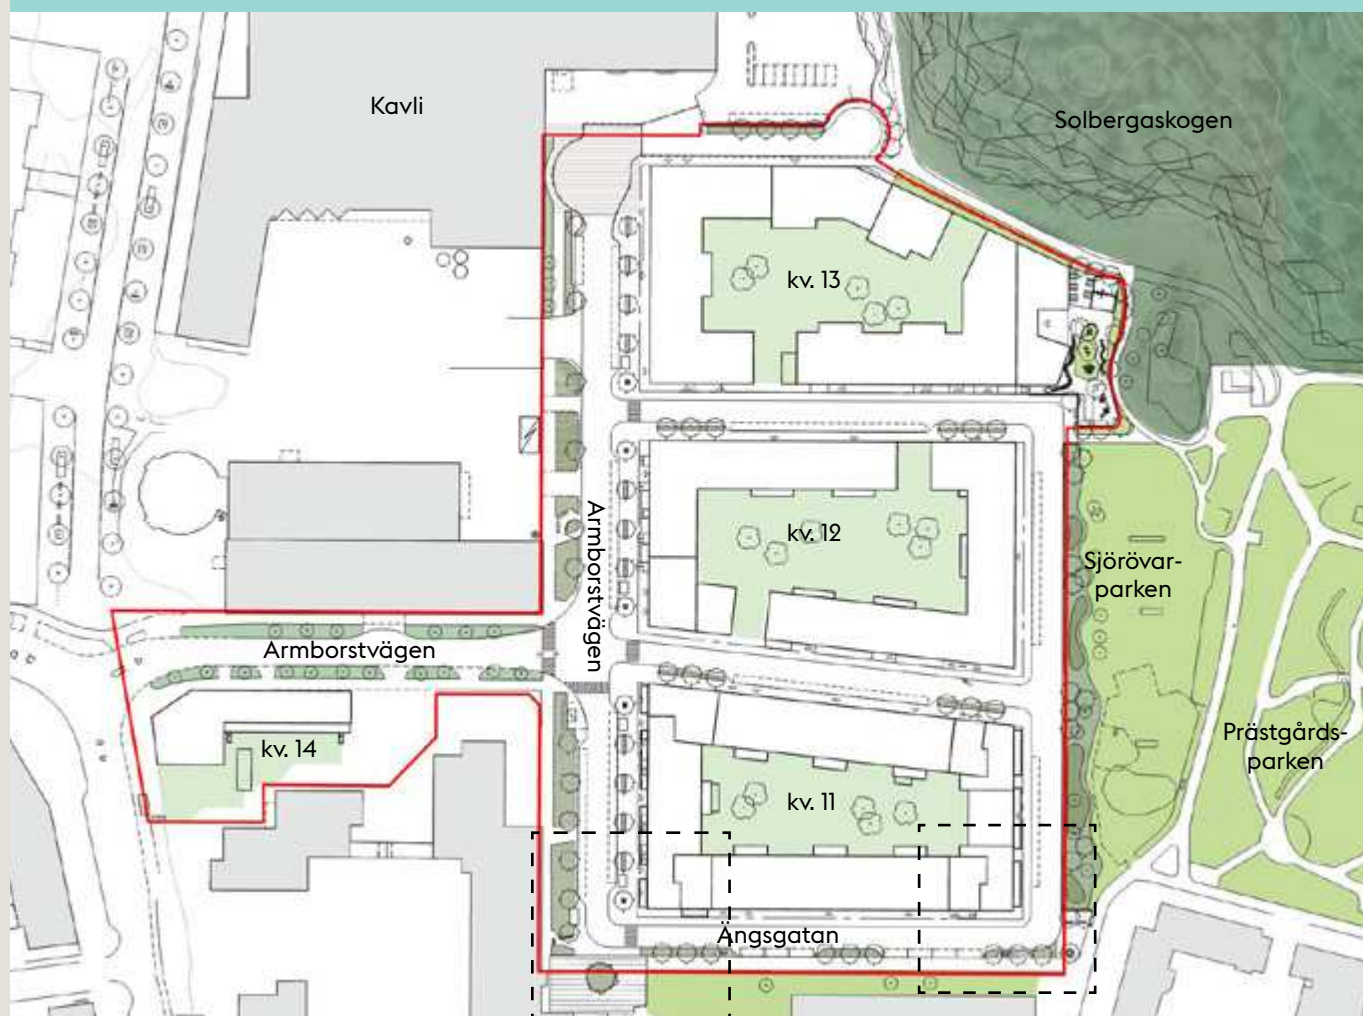 Kavli
Solbergaskogen
kv. 13
Armborstvägen
kv. 12
Sjörövar-
parken
Armborstvägen
kv. 14
Prästgårds-
parken
kv. 11
Ängsgatan